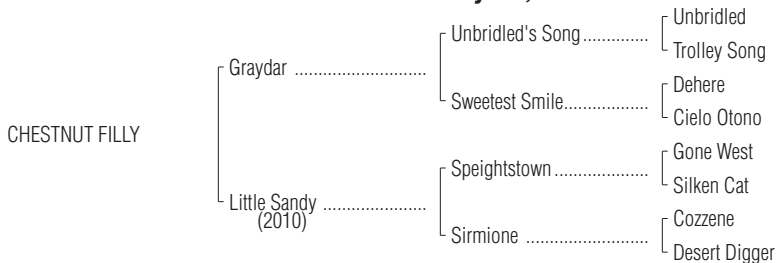 Unbridled
Unbridled's Song..............
Trolley Song
Graydar ............................
Dehere
Sweetest Smile..................
Cielo Otono
CHESTNUT FILLY
Gone West
Speightstown ....................
Silken Cat
Little Sandy ......................
(2010)
Cozzene
Sirmione ..........................
Desert Digger